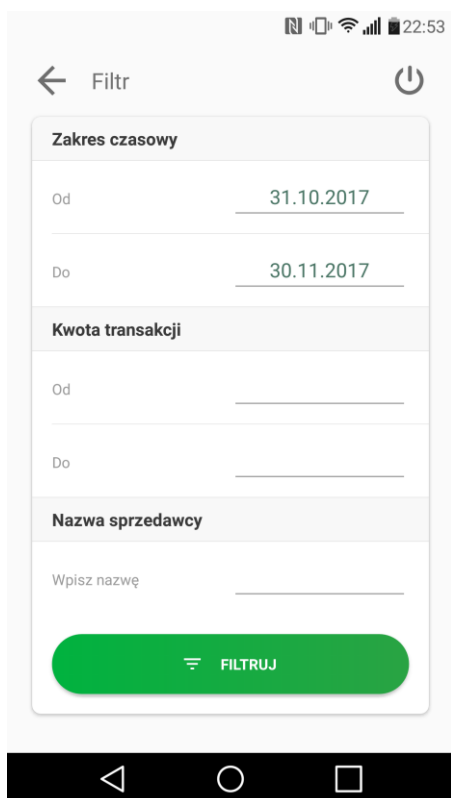 22:53
Filtr
Zakres czasowy
Od 31.10.2017
Do 30.11.2017
Kwota transakcji
Od
Do
Nazwa sprzedawcy
Wpisz nazwę
FILTRUJ